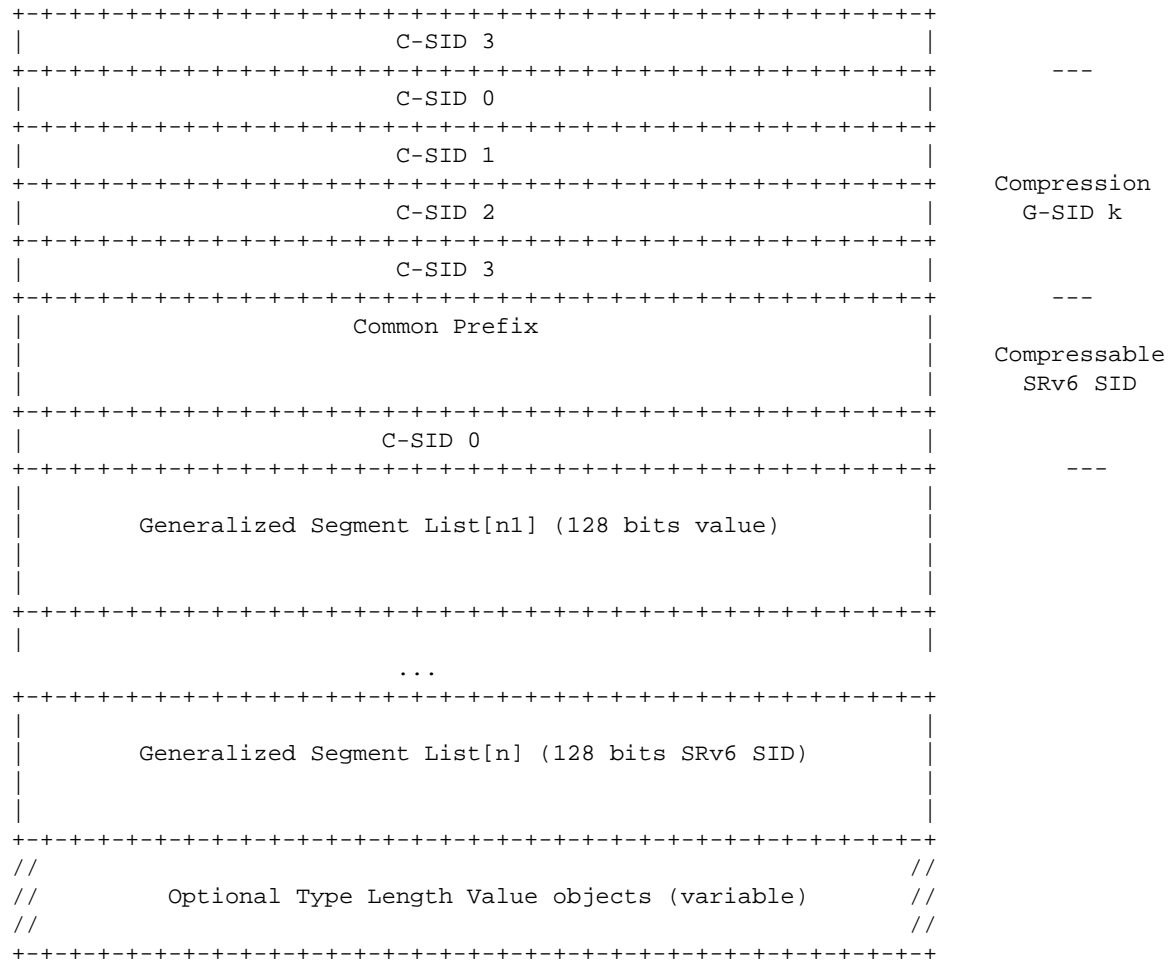 +-+-+-+-+-+-+-+-+-+-+-+-+-+-+-+-+-+-+-+-+-+-+-+-+-+-+-+-+-+-+-+-+
|                          C-SID 3                              |
+-+-+-+-+-+-+-+-+-+-+-+-+-+-+-+-+-+-+-+-+-+-+-+-+-+-+-+-+-+-+-+-+        ---
|                          C-SID 0                              |
+-+-+-+-+-+-+-+-+-+-+-+-+-+-+-+-+-+-+-+-+-+-+-+-+-+-+-+-+-+-+-+-+
|                          C-SID 1                              |
+-+-+-+-+-+-+-+-+-+-+-+-+-+-+-+-+-+-+-+-+-+-+-+-+-+-+-+-+-+-+-+-+    Compression
|                          C-SID 2                              |      G-SID k
+-+-+-+-+-+-+-+-+-+-+-+-+-+-+-+-+-+-+-+-+-+-+-+-+-+-+-+-+-+-+-+-+
|                          C-SID 3                              |
+-+-+-+-+-+-+-+-+-+-+-+-+-+-+-+-+-+-+-+-+-+-+-+-+-+-+-+-+-+-+-+-+        ---
|                       Common Prefix                           |
|                                                               |    Compressable
|                                                               |      SRv6 SID
+-+-+-+-+-+-+-+-+-+-+-+-+-+-+-+-+-+-+-+-+-+-+-+-+-+-+-+-+-+-+-+-+
|                         C-SID 0                               |
+-+-+-+-+-+-+-+-+-+-+-+-+-+-+-+-+-+-+-+-+-+-+-+-+-+-+-+-+-+-+-+-+         ---
|                                                               |
|        Generalized Segment List[n1] (128 bits value)          |
|                                                               |
|                                                               |
+-+-+-+-+-+-+-+-+-+-+-+-+-+-+-+-+-+-+-+-+-+-+-+-+-+-+-+-+-+-+-+-+
|                                                               |
                           ...
+-+-+-+-+-+-+-+-+-+-+-+-+-+-+-+-+-+-+-+-+-+-+-+-+-+-+-+-+-+-+-+-+
|                                                               |
|        Generalized Segment List[n] (128 bits SRv6 SID)        |
|                                                               |
|                                                               |
+-+-+-+-+-+-+-+-+-+-+-+-+-+-+-+-+-+-+-+-+-+-+-+-+-+-+-+-+-+-+-+-+
//                                                             //
//         Optional Type Length Value objects (variable)       //
//                                                             //
+-+-+-+-+-+-+-+-+-+-+-+-+-+-+-+-+-+-+-+-+-+-+-+-+-+-+-+-+-+-+-+-+